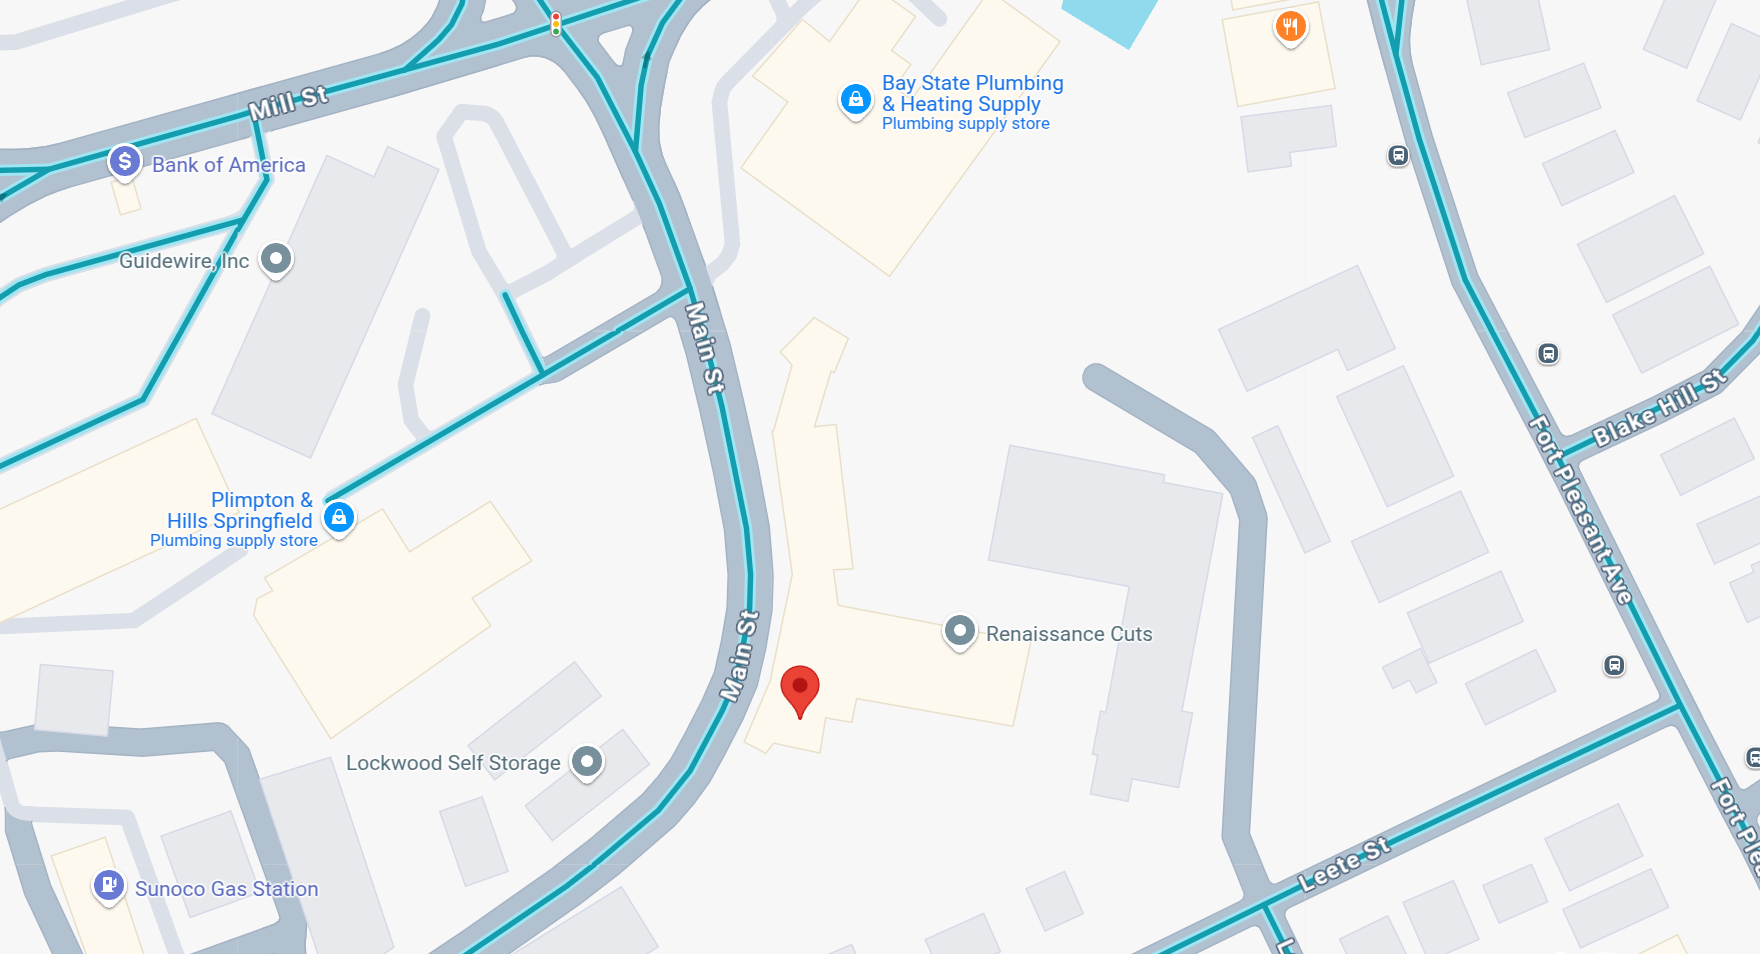 Mill St
Bank of America
Bay State Plumbing
& Heating Supply
Plumbing supply store
Guidewire, Inc
Main St
Blake Hill St
Fort Pleasant Ave
Plimpton &
Hills Springfield
Plumbing supply store
Renaissance Cuts
Main St
Lockwood Self Storage
Sunoco Gas Station
Leete St
Fort Plea
L